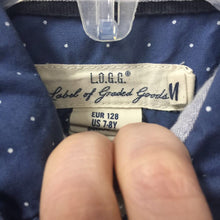 L.O.G.G.®
Label of Graded Goods
EUR 128
US 7-8Y